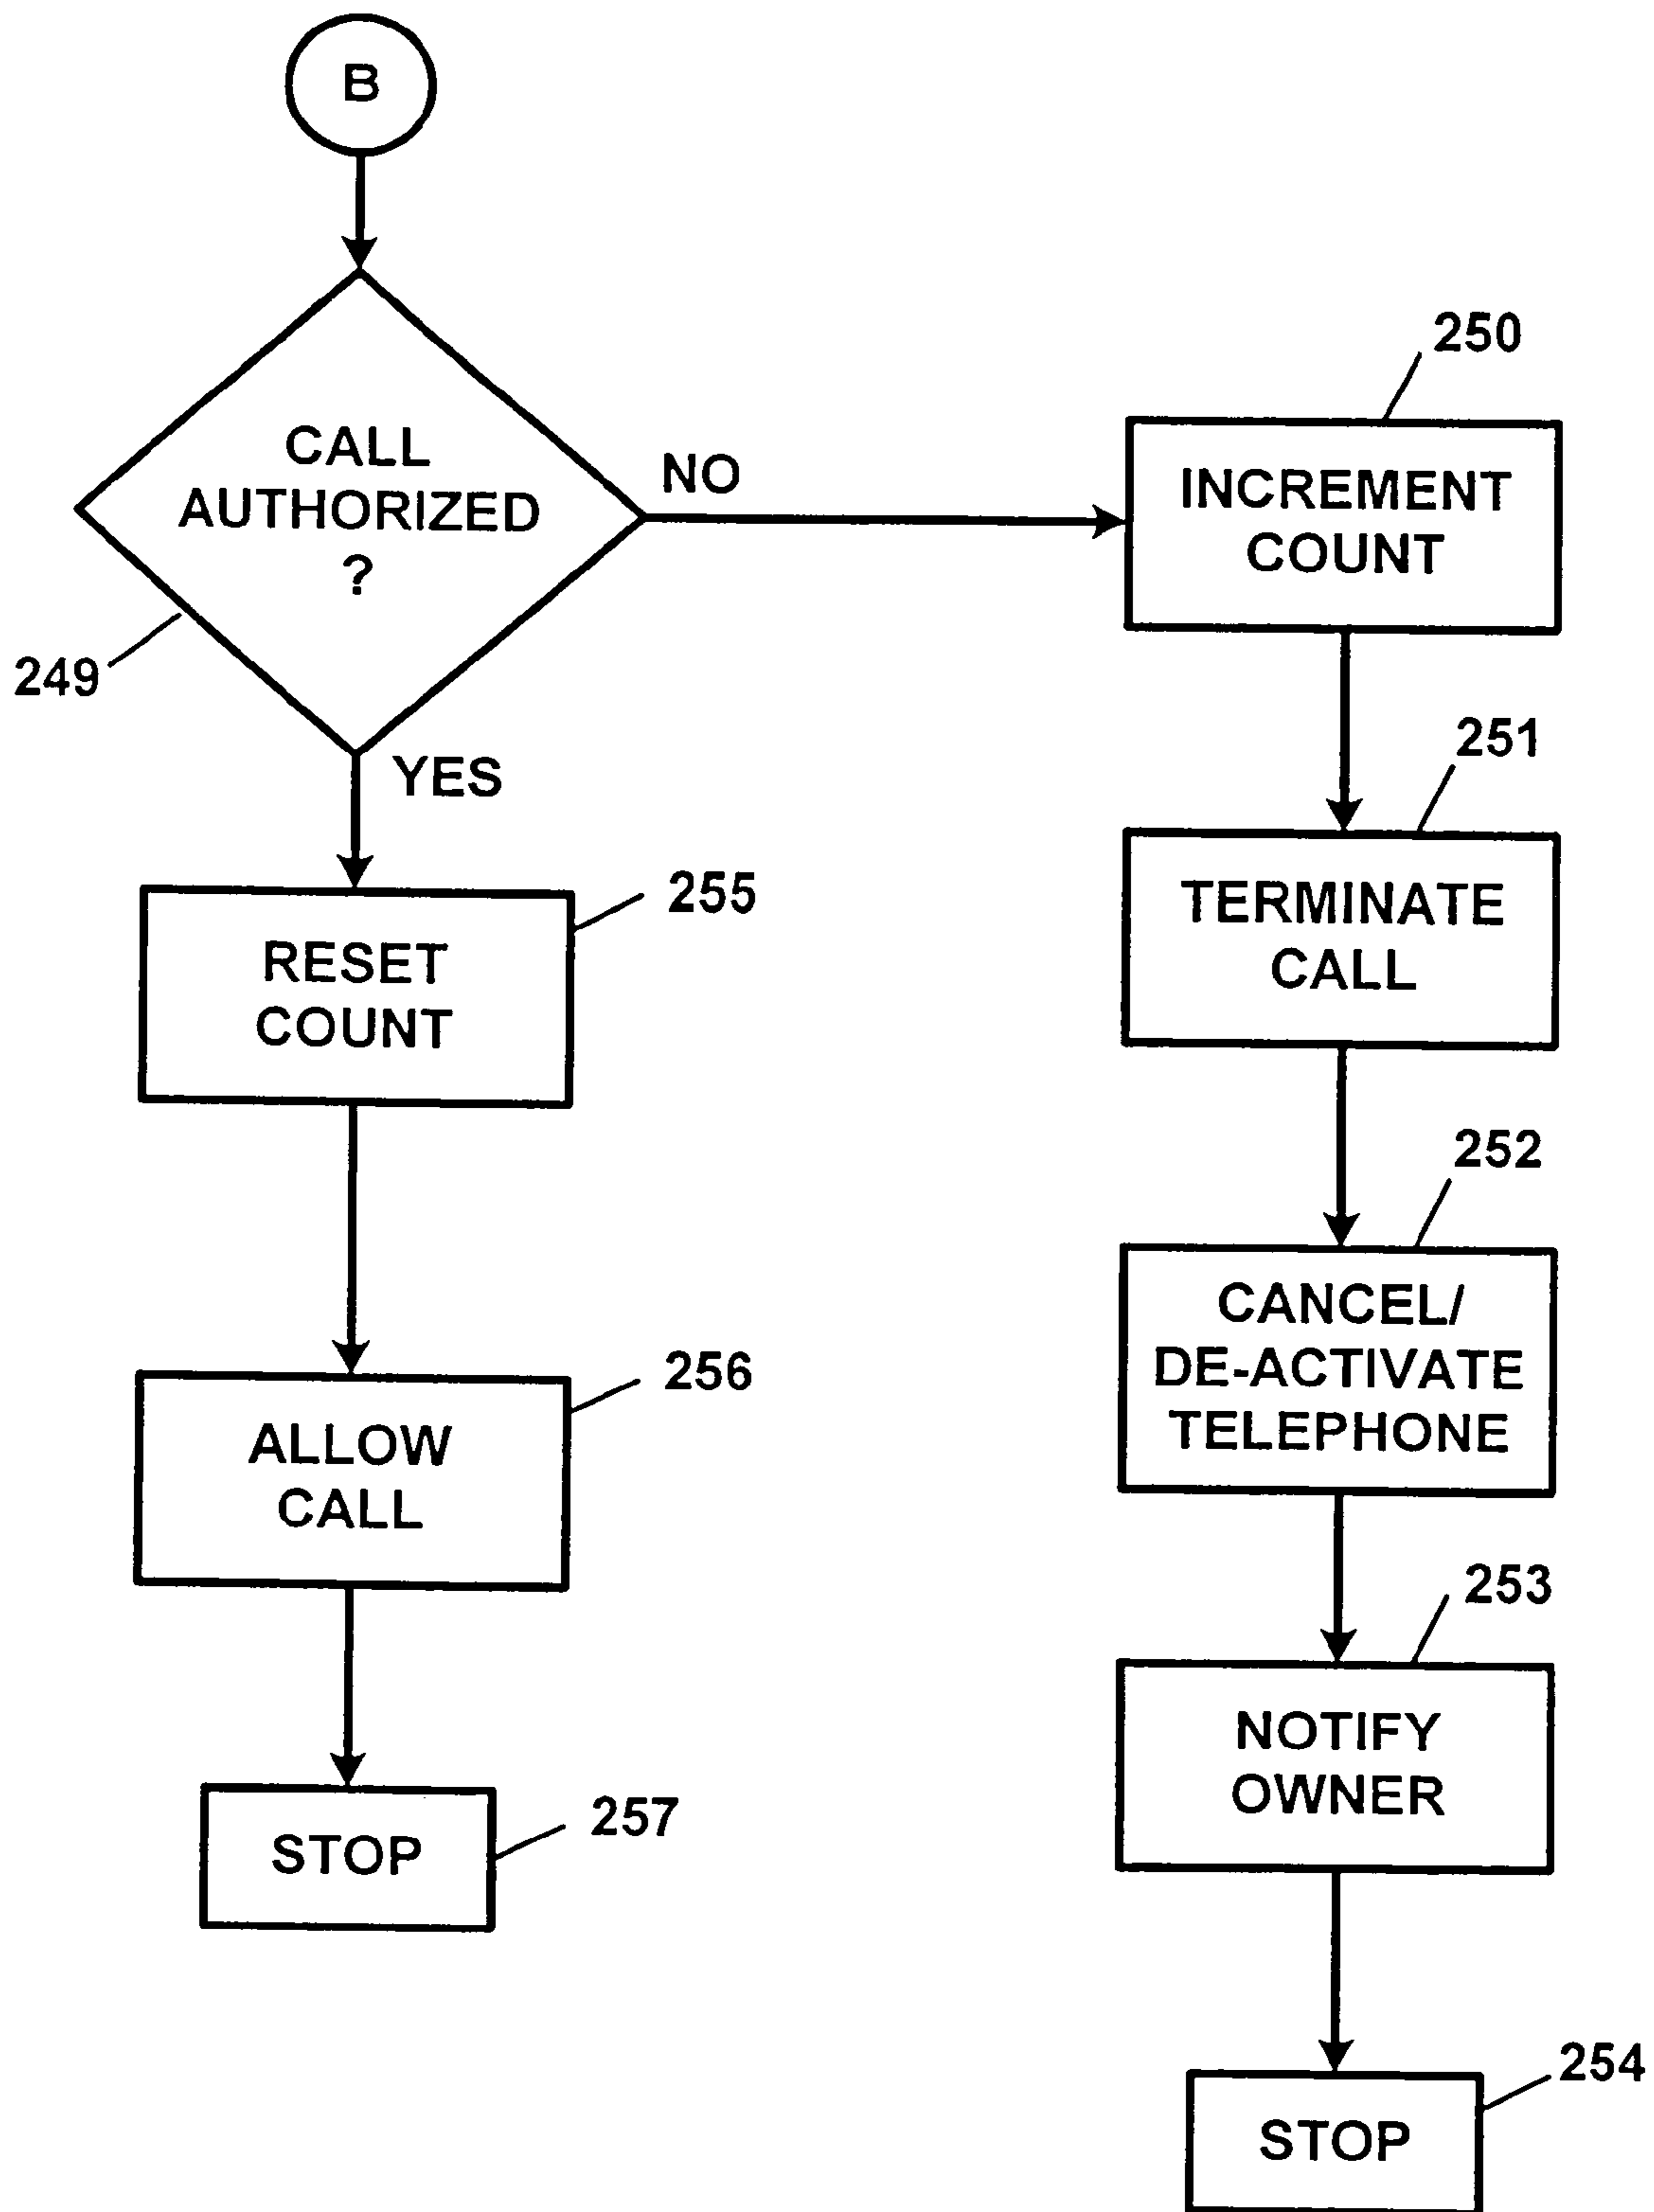 B
CALL
AUTHORIZED
?
249
NO
YES
250
INCREMENT
COUNT
251
TERMINATE
CALL
252
CANCEL/
DE-ACTIVATE
TELEPHONE
253
NOTIFY
OWNER
254
STOP
255
RESET
COUNT
256
ALLOW
CALL
257
STOP